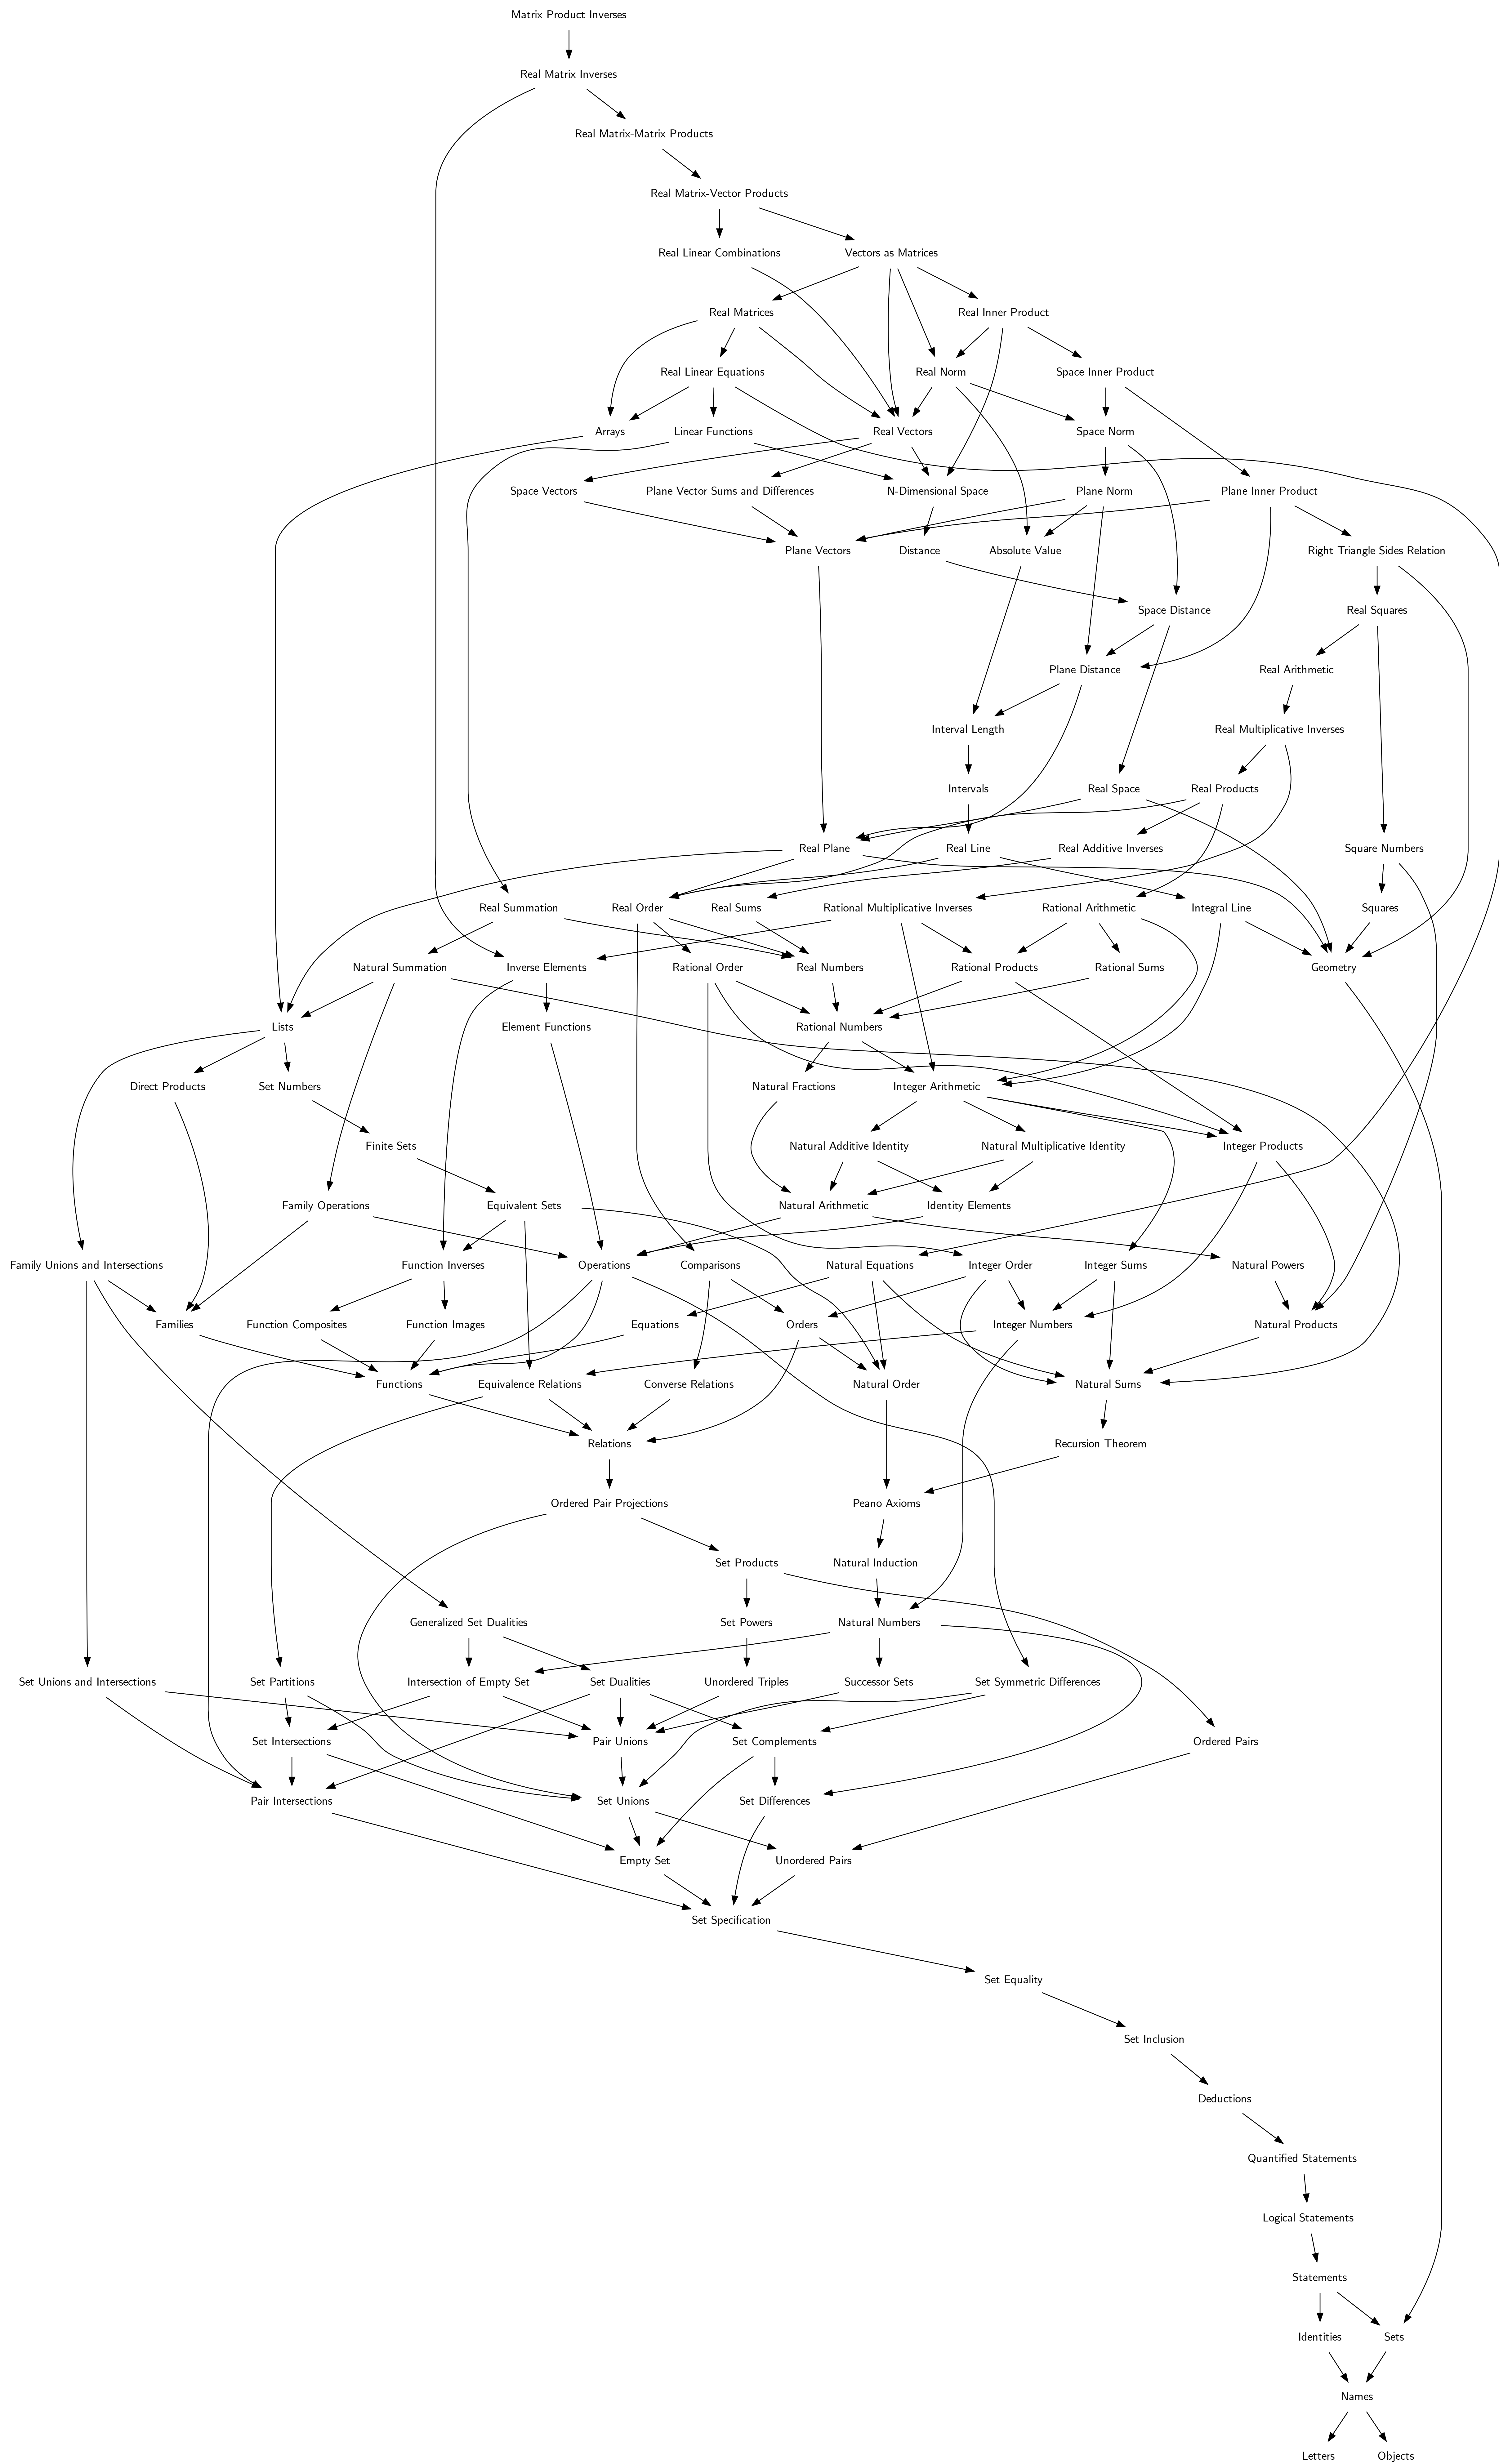 Matrix Product Inverses
Real Matrix Inverses
Real Matrix-Matrix Products
Real Matrix-Vector Products
Real Linear Combinations
Vectors as Matrices
Real Matrices
Real Inner Product
Real Linear Equations
Real Norm
Space Inner Product
Arrays
Linear Functions
Real Vectors
Space Norm
Space Vectors
Plane Vector Sums and Differences
N-Dimensional Space
Plane Norm
Plane Inner Product
Plane Vectors
Distance
Absolute Value
Right Triangle Sides Relation
Space Distance
Real Squares
Plane Distance
Real Arithmetic
Interval Length
Real Multiplicative Inverses
Intervals
Real Space
Real Products
Real Plane
Real Line
Real Additive Inverses
Square Numbers
Real Summation
Real Order
Real Sums
Rational Multiplicative Inverses
Rational Arithmetic
Integral Line
Squares
Natural Summation
Inverse Elements
Rational Order
Real Numbers
Rational Products
Rational Sums
Geometry
Lists
Element Functions
Rational Numbers
Direct Products
Set Numbers
Natural Fractions
Integer Arithmetic
Finite Sets
Natural Additive Identity
Natural Multiplicative Identity
Integer Products
Family Operations
Equivalent Sets
Natural Arithmetic
Identity Elements
Family Unions and Intersections
Function Inverses
Operations
Comparisons
Natural Equations
Integer Order
Integer Sums
Natural Powers
Families
Function Composites
Function Images
Equations
Orders
Integer Numbers
Natural Products
Functions
Equivalence Relations
Converse Relations
Natural Order
Natural Sums
Relations
Recursion Theorem
Ordered Pair Projections
Peano Axioms
Set Products
Natural Induction
Generalized Set Dualities
Set Powers
Natural Numbers
Set Unions and Intersections
Set Partitions
Intersection of Empty Set
Set Dualities
Unordered Triples
Successor Sets
Set Symmetric Differences
Set Intersections
Pair Unions
Set Complements
Ordered Pairs
Pair Intersections
Set Unions
Set Differences
Empty Set
Unordered Pairs
Set Specification
Set Equality
Set Inclusion
Deductions
Quantified Statements
Logical Statements
Statements
Identities
Sets
Names
Letters
Objects